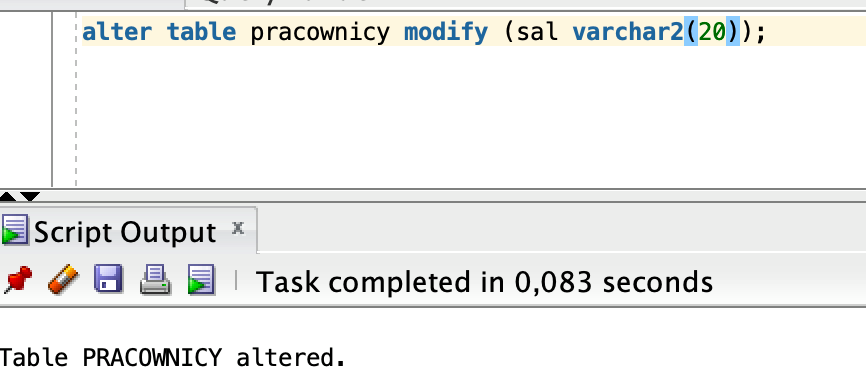 alter table pracownicy modify (sal varchar2(20));
Script Output x
Task completed in 0,083 seconds
Table PRACOWNICY altered.